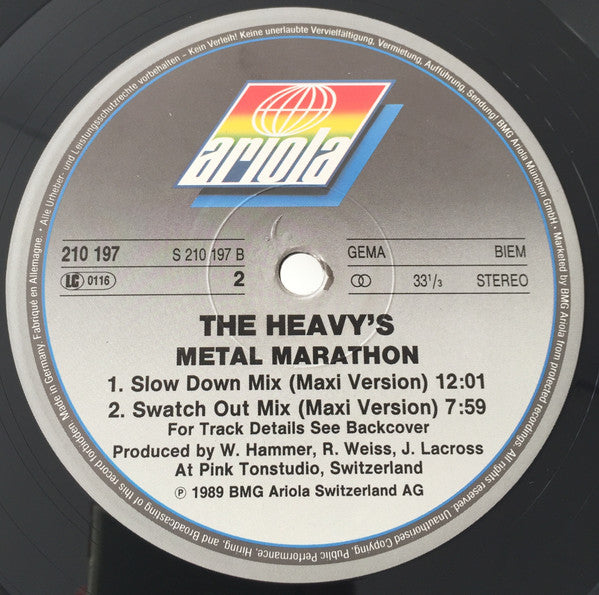 • Alle Urheber- und Leistungsschutzrechte vorbehalten – Kein Verleih! Keine unerlaubte Vervielfältigung, Vermietung, Aufführung, Sendung! BMG Ariola München GmbH • Marketed by BMG Ariola
ariola
210 197
S 210 197 B
GEMA
BIEM
LC 0116
2
33 1/3
STEREO
THE HEAVY'S
METAL MARATHON
1. Slow Down Mix (Maxi Version) 12:01
2. Swatch Out Mix (Maxi Version) 7:59
For Track Details See Backcover
Produced by W. Hammer, R. Weiss, J. Lacross
At Pink Tonstudio, Switzerland
℗ 1989 BMG Ariola Switzerland AG
from protected recordings. All rights reserved. Unauthorised Copying, Public Performance, Hiring, and Broadcasting of this record forbidden. Made in Germany. Fabriqué en Allemagne.